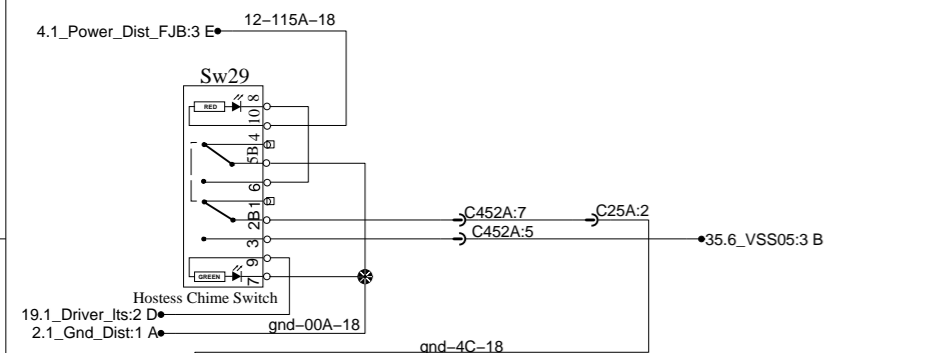 12-115A-18
4.1_Power_Dist_FJB:3 E
Sw29
RED
8
10
4
5B
6
1
2B
3
9
GREEN
7
C452A:7
C25A:2
C452A:5
35.6_VSS05:3 B
Hostess Chime Switch
19.1_Driver_lts:2 D
2.1_Gnd_Dist:1 A
gnd-00A-18
gnd-4C-18